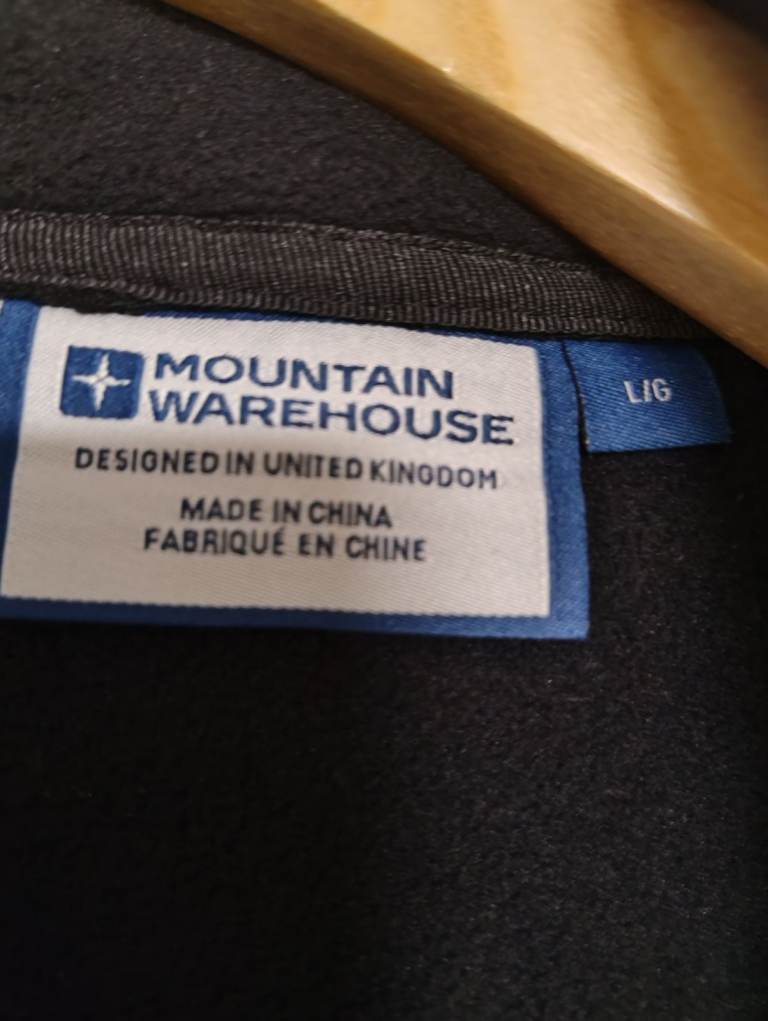 MOUNTAIN
WAREHOUSE
DESIGNED IN UNITED KINGDOM
MADE IN CHINA
FABRIQUÉ EN CHINE
L/G